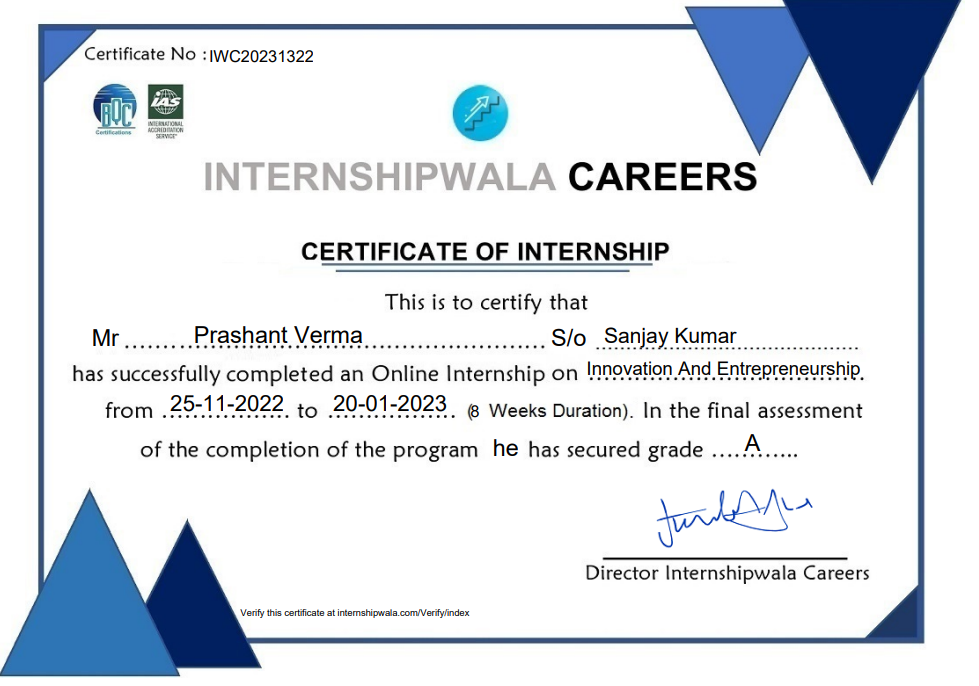 Certificate No : IWC20231322
BQC
Certifications
IAS
INTERNATIONAL
ACCREDITATION
SERVICE®
INTERNSHIPWALA CAREERS
CERTIFICATE OF INTERNSHIP
This is to certify that
Mr ........Prashant Verma........................ S/o Sanjay Kumar..................
has successfully completed an Online Internship on Innovation And Entrepreneurship.
from .25-11-2022. to .20-01-2023. (8 Weeks Duration). In the final assessment
of the completion of the program he has secured grade ....A.....
Director Internshipwala Careers
Verify this certificate at internshipwala.com/Verify/index